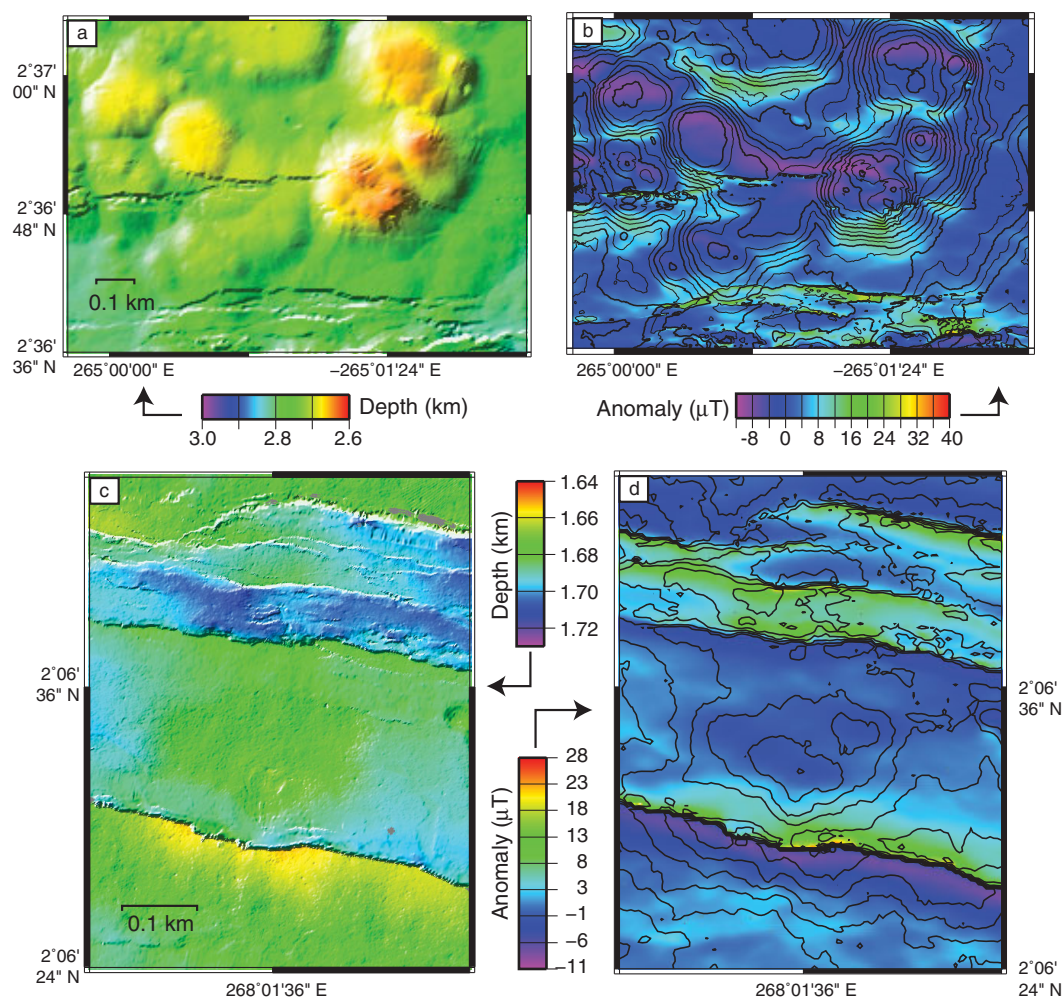 a
b
2°37'
00" N
2°36'
48" N
2°36'
36" N
0.1 km
265°00'00" E
−265°01'24" E
265°00'00" E
−265°01'24" E
Depth (km)
3.0
2.8
2.6
Anomaly (μT)
-8
0
8
16
24
32
40
c
d
Depth (km)
1.64
1.66
1.68
1.70
1.72
2°06'
36" N
2°06'
36" N
Anomaly (μT)
28
23
18
13
8
3
−1
−6
−11
0.1 km
2°06'
24" N
2°06'
24" N
268°01'36" E
268°01'36" E